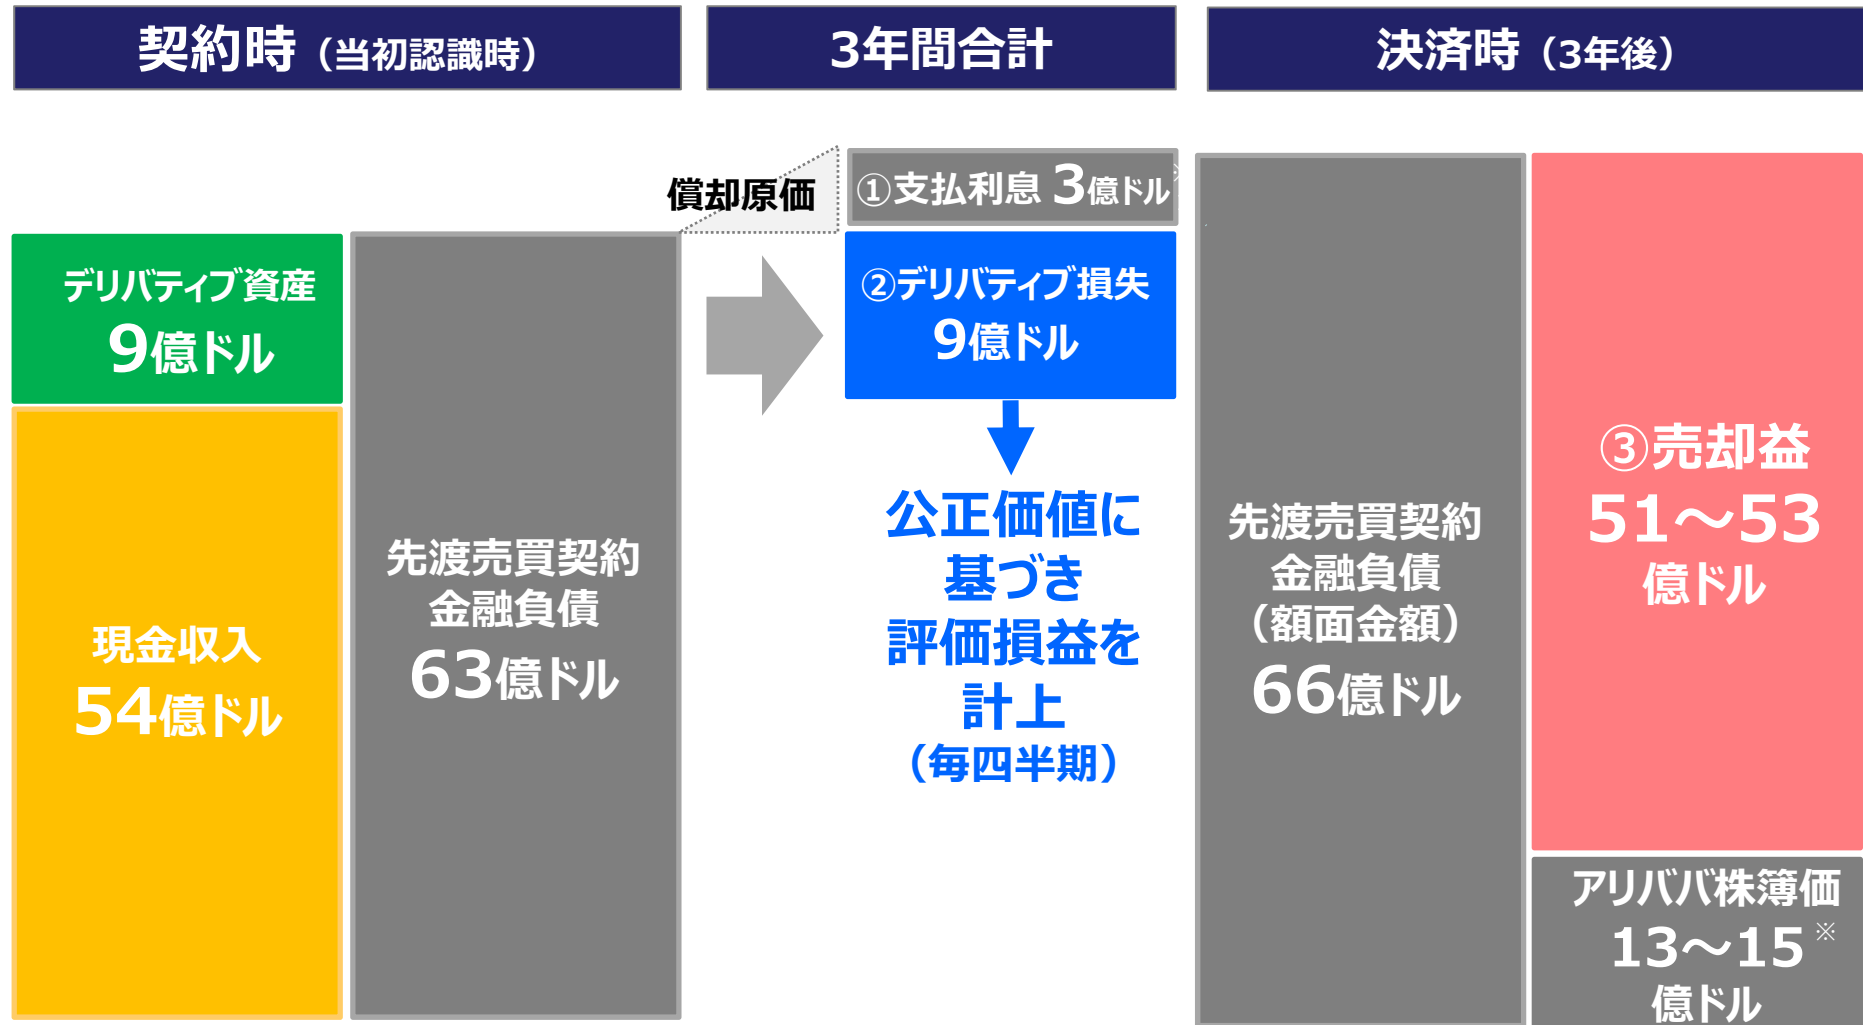 契約時（当初認識時）
3年間合計
決済時（3年後）
デリバティブ資産
9億ドル
現金収入
54億ドル
先渡売買契約
金融負債
63億ドル
償却原価
①支払利息 3億ドル※
②デリバティブ損失
9億ドル
公正価値に
基づき
評価損益を
計上
（毎四半期）
先渡売買契約
金融負債
（額面金額）
66億ドル
③売却益
51～53
億ドル
アリババ株簿価
13～15※
億ドル